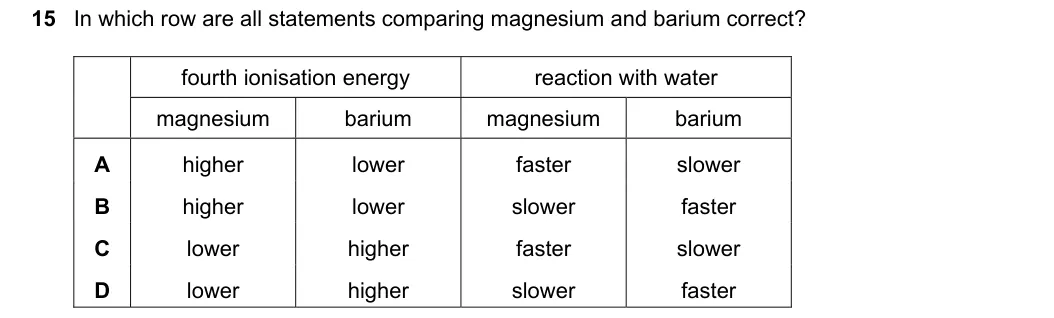 15 In which row are all statements comparing magnesium and barium correct?
fourth ionisation energy reaction with water
magnesium barium magnesium barium
A higher lower faster slower
B higher lower slower faster
C lower higher faster slower
D lower higher slower faster